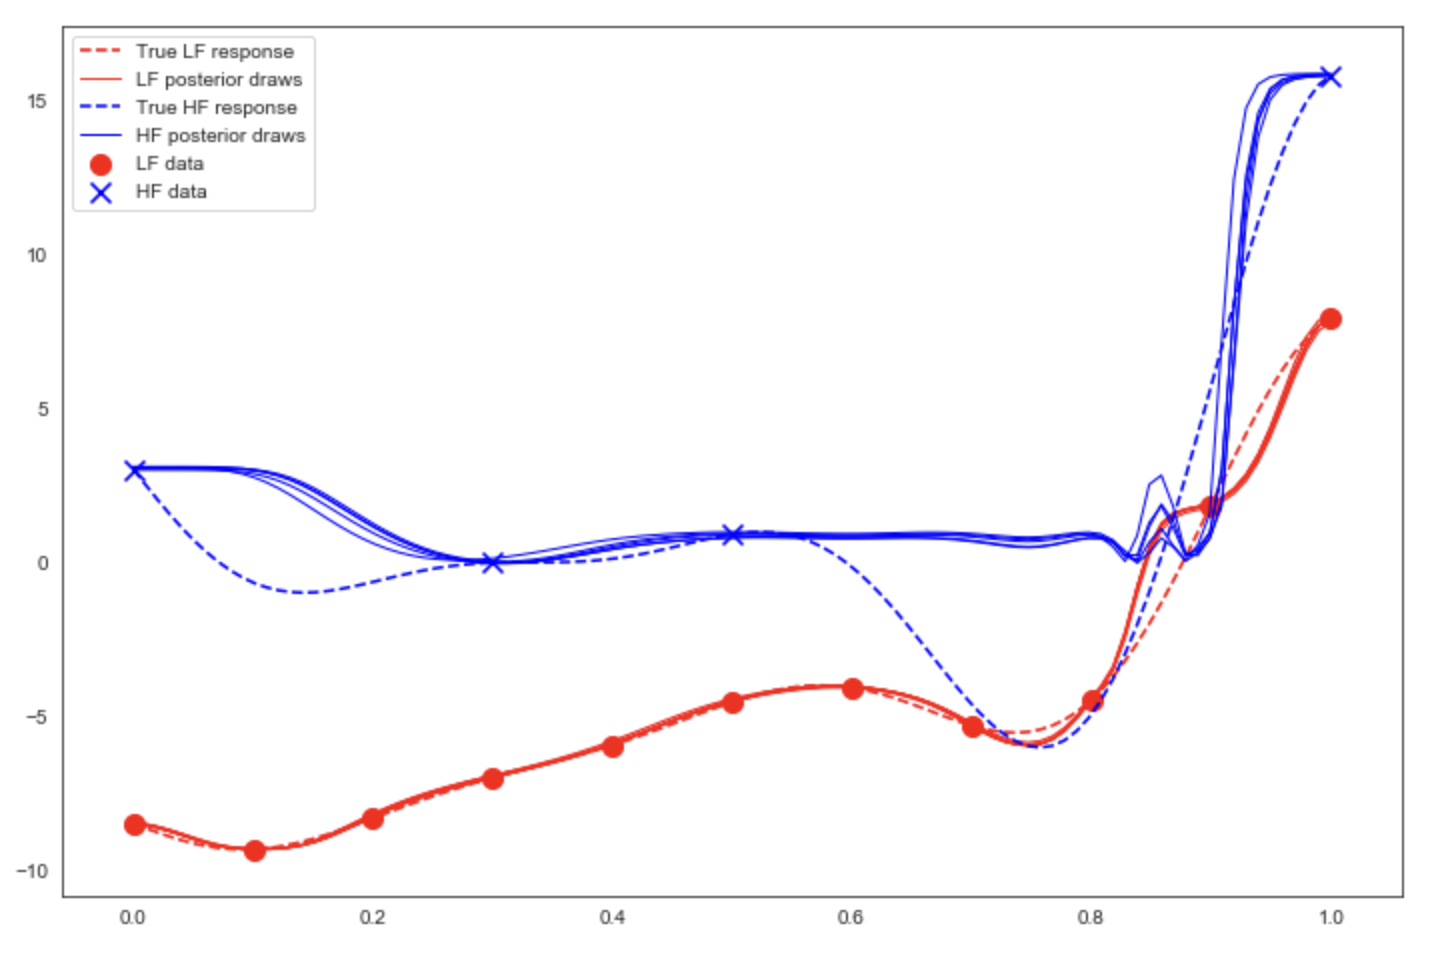 True LF response
LF posterior draws
True HF response
HF posterior draws
LF data
HF data
15
10
5
0
−5
−10
0.0 0.2 0.4 0.6 0.8 1.0